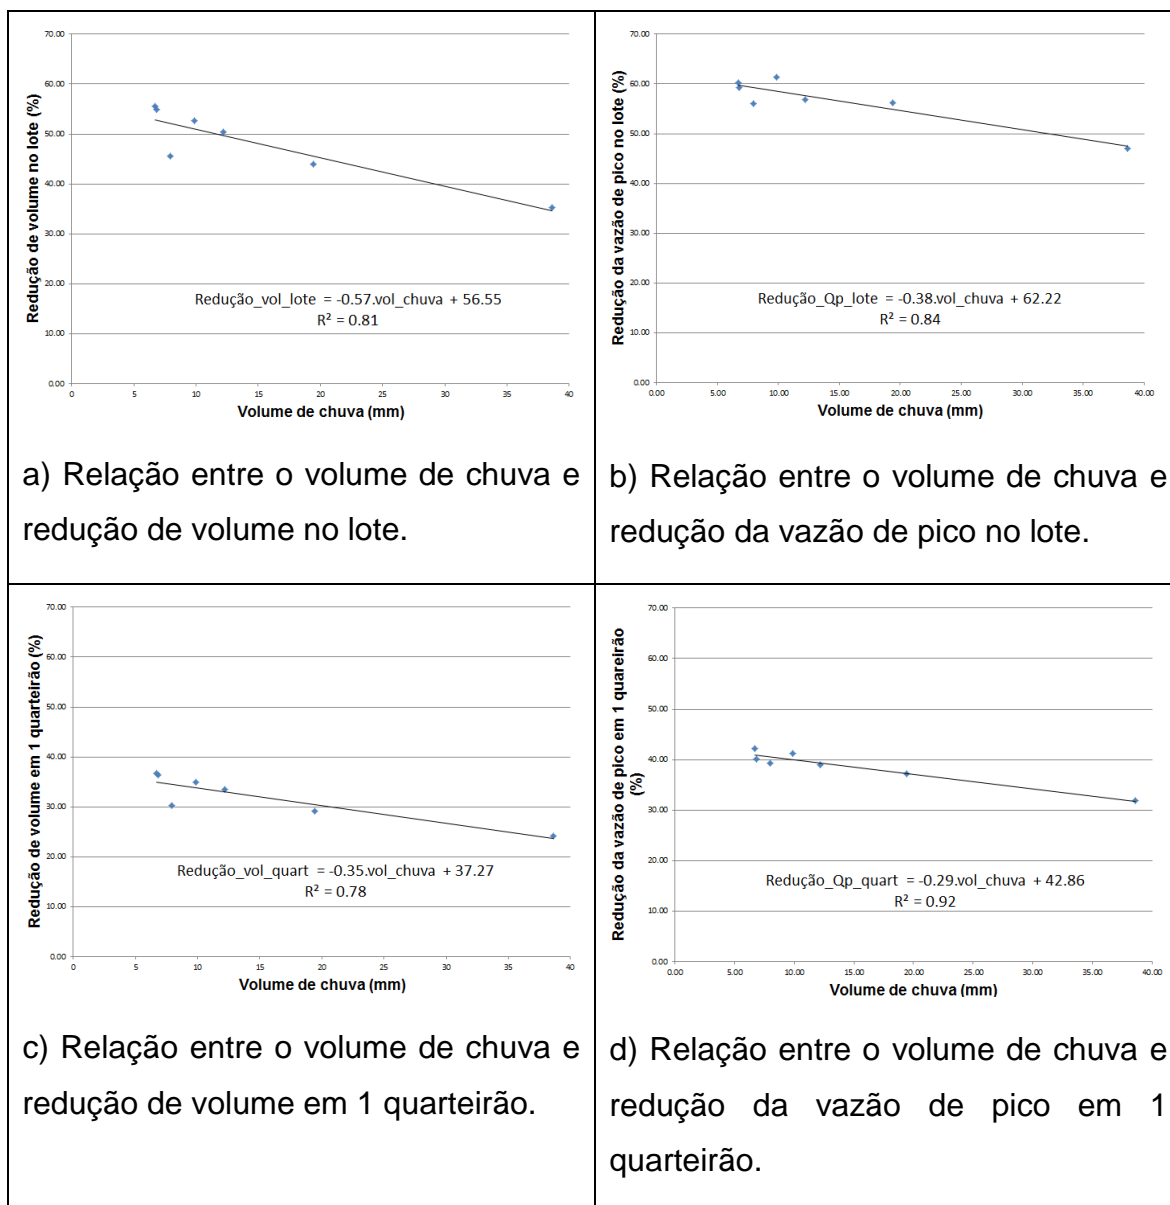 70.00
60.00
50.00
40.00
30.00
20.00
10.00
0.00
Redução de volume no lote (%)
Redução_vol_lote = -0.57.vol_chuva + 56.55
R² = 0.81
0 5 10 15 20 25 30 35 40
Volume de chuva (mm)
a) Relação entre o volume de chuva e
redução de volume no lote.
70.00
60.00
50.00
40.00
30.00
20.00
10.00
0.00
Redução da vazão de pico no lote (%)
Redução_Qp_lote = -0.38.vol_chuva + 62.22
R² = 0.84
0.00 5.00 10.00 15.00 20.00 25.00 30.00 35.00 40.00
Volume de chuva (mm)
b) Relação entre o volume de chuva e
redução da vazão de pico no lote.
70.00
60.00
50.00
40.00
30.00
20.00
10.00
0.00
Redução de volume em 1 quarteirão (%)
Redução_vol_quart = -0.35.vol_chuva + 37.27
R² = 0.78
0 5 10 15 20 25 30 35 40
Volume de chuva (mm)
c) Relação entre o volume de chuva e
redução de volume em 1 quarteirão.
70.00
60.00
50.00
40.00
30.00
20.00
10.00
0.00
Redução da vazão de pico em 1 quareirão
(%)
Redução_Qp_quart = -0.29.vol_chuva + 42.86
R² = 0.92
0.00 5.00 10.00 15.00 20.00 25.00 30.00 35.00 40.00
Volume de chuva (mm)
d) Relação entre o volume de chuva e
redução da vazão de pico em 1
quarteirão.